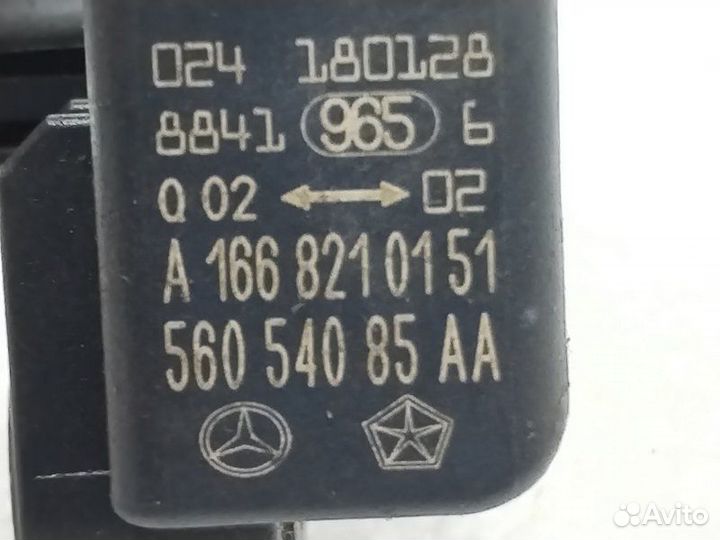 024 180128
8841 965 6
Q 02 ↔ 02
A 166 821 01 51
560 540 85 AA
Avito